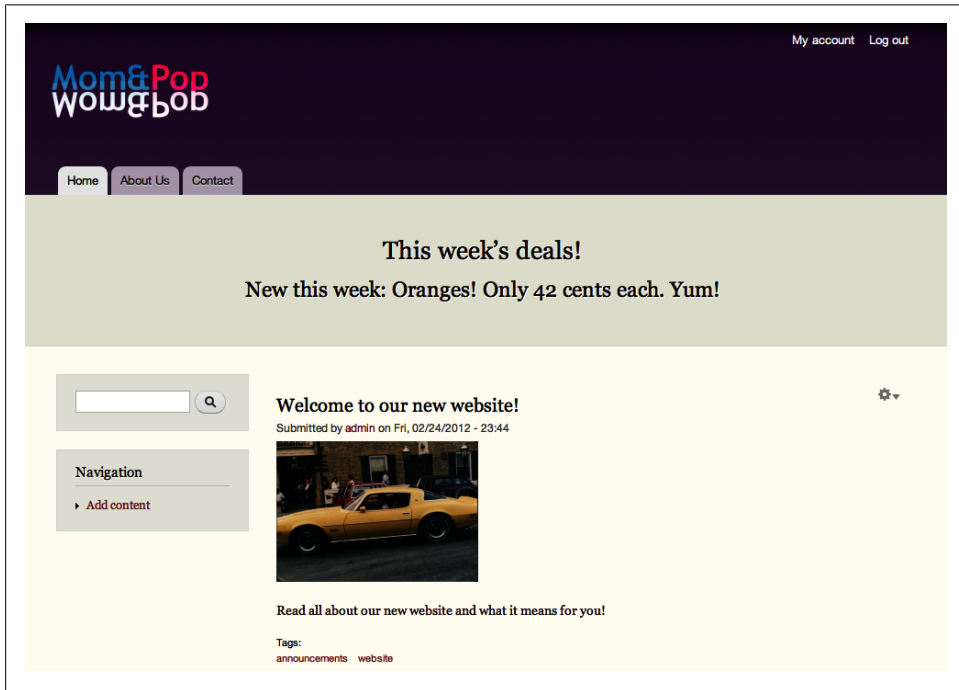 My account Log out
Mom&Pop
Mom&Pop
Home About Us Contact
This week's deals!
New this week: Oranges! Only 42 cents each. Yum!
Welcome to our new website!
Submitted by admin on Fri, 02/24/2012 - 23:44
Navigation
Add content
Read all about our new website and what it means for you!
Tags:
announcements website